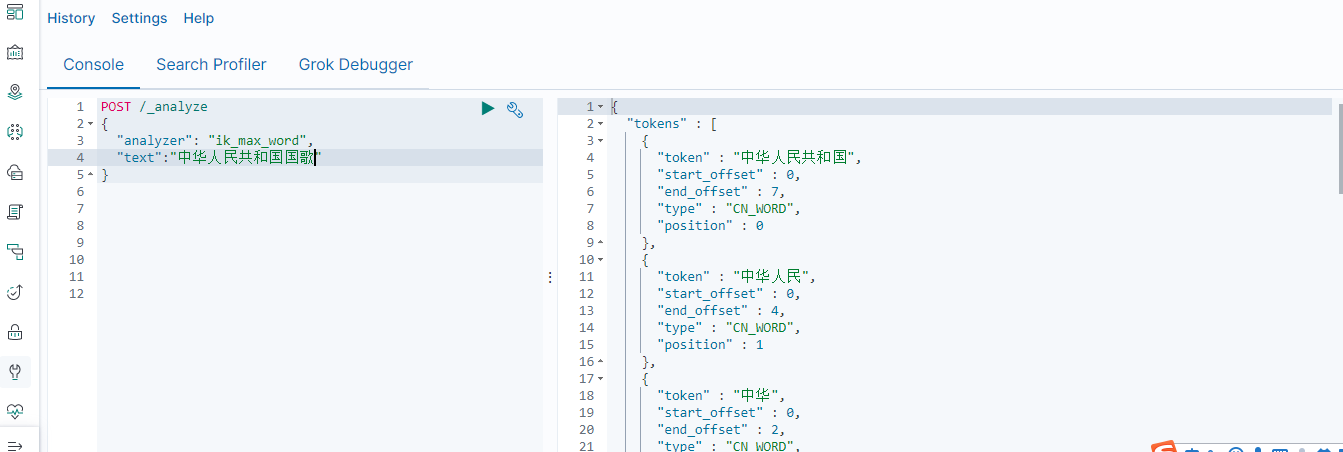 History Settings Help
Console Search Profiler Grok Debugger
1 POST /_analyze
2 {
3 "analyzer": "ik_max_word",
4 "text":"中华人民共和国国歌"
5 }
6
7
8
9
10
11
12
1 {
2 "tokens" : [
3 {
4 "token" : "中华人民共和国",
5 "start_offset" : 0,
6 "end_offset" : 7,
7 "type" : "CN_WORD",
8 "position" : 0
9 },
10 {
11 "token" : "中华人民",
12 "start_offset" : 0,
13 "end_offset" : 4,
14 "type" : "CN_WORD",
15 "position" : 1
16 },
17 {
18 "token" : "中华",
19 "start_offset" : 0,
20 "end_offset" : 2,
21 "type" : "CN_WORD",